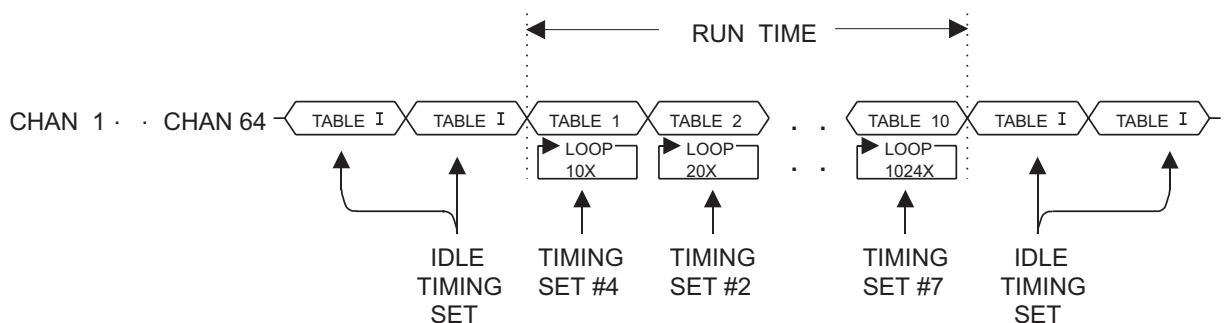 RUN TIME
CHAN 1 · · CHAN 64 TABLE I TABLE I TABLE 1 TABLE 2 . . TABLE 10 TABLE I TABLE I
LOOP LOOP LOOP
10X 20X . . 1024X
IDLE TIMING TIMING TIMING IDLE
TIMING SET #4 SET #2 SET #7 TIMING
SET SET